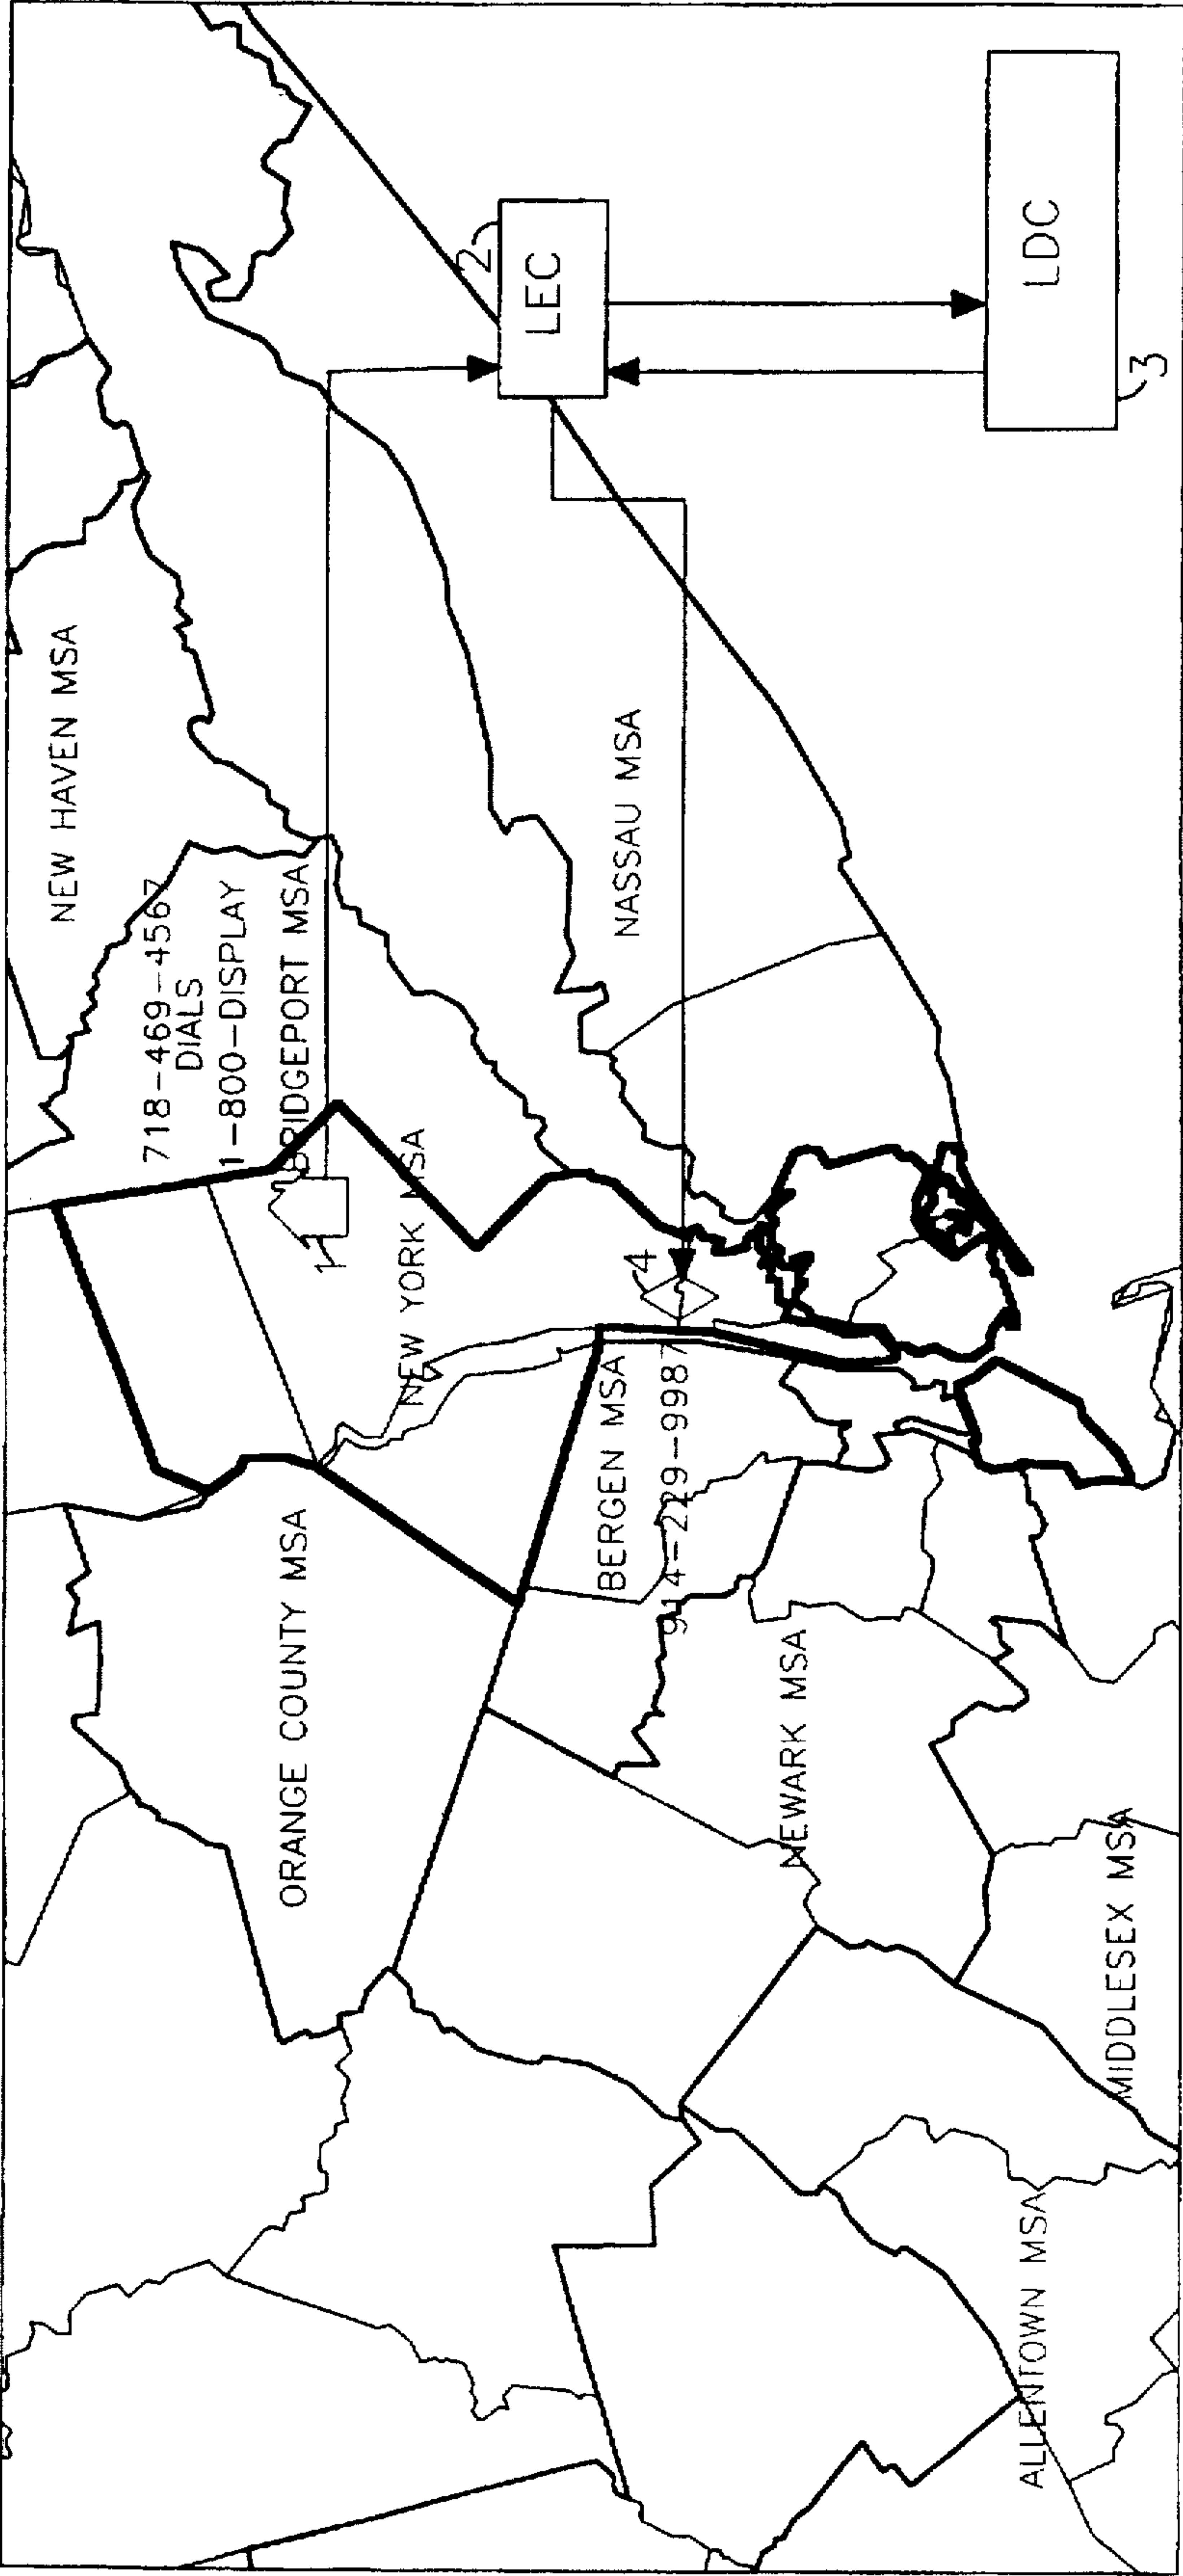 NEW HAVEN MSA
718-469-4567
DIALS
1-800-DISPLAY
BRIDGEPORT MSA
1
ORANGE COUNTY MSA
NEW YORK MSA
2
LEC
NASSAU MSA
4
BERGEN MSA
914-229-9987
NEWARK MSA
LDC
3
MIDDLESEX MSA
ALLENTOWN MSA